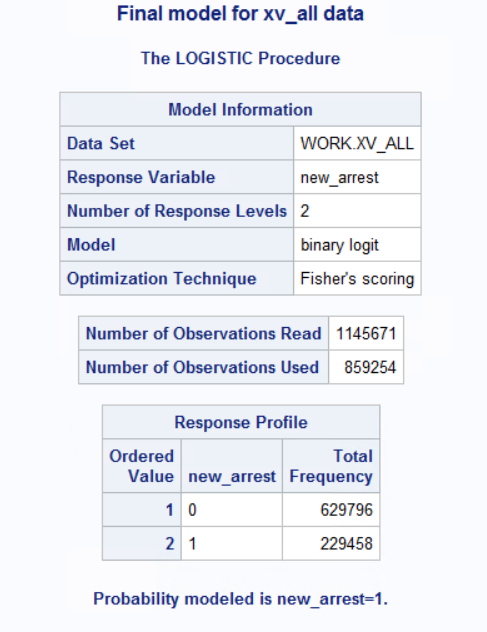 Final model for xv_all data
The LOGISTIC Procedure
Model Information
Data Set WORK.XV_ALL
Response Variable new_arrest
Number of Response Levels 2
Model binary logit
Optimization Technique Fisher's scoring
Number of Observations Read 1145671
Number of Observations Used 859254
Response Profile
Ordered Value new_arrest Total Frequency
1 0 629796
2 1 229458
Probability modeled is new_arrest=1.